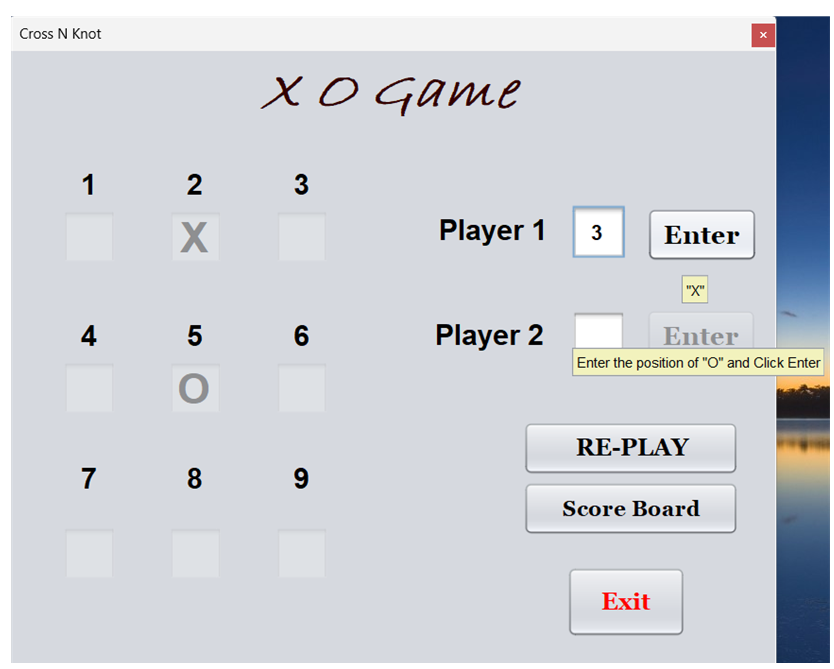 Cross N Knot
×
X O Game
1 2 3
X
Player 1 3 Enter
"X"
4 5 6
Player 2 Enter
Enter the position of "O" and Click Enter
O
RE-PLAY
7 8 9
Score Board
Exit